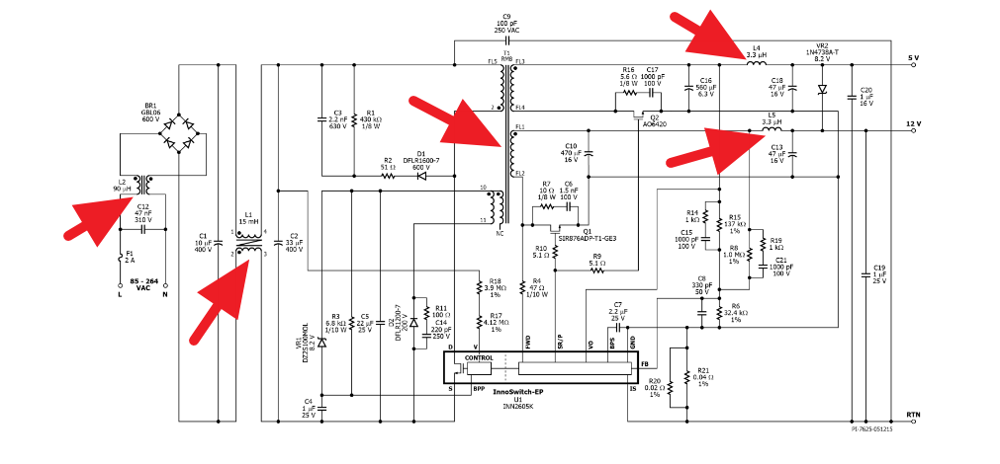 C9
100 pF
250 VAC
T1
RM8
FL5
FL3
2
FL4
FL1
FL2
10
11
NC
R16
5.6 Ω
1/8 W
C17
1000 pF
100 V
Q2
AO6420
C16
560 µF
6.3 V
L4
3.3 µH
C18
47 µF
16 V
VR2
1N4738A-T
8.2 V
C20
1 µF
16 V
5 V
L5
3.3 µH
12 V
C13
47 µF
16 V
BR1
GBL06
600 V
C3
2.2 nF
630 V
R1
430 kΩ
1/8 W
R2
51 Ω
D1
DFLR1600-7
600 V
C10
470 µF
16 V
R7
10 Ω
1/8 W
C6
1.5 nF
100 V
Q1
SIR876ADP-T1-GE3
L2
90 µH
C12
47 nF
310 V
F1
2 A
85 - 264
VAC
L
N
C1
10 µF
400 V
L1
15 mH
1
4
2
3
C2
33 µF
400 V
R10
5.1 Ω
R9
5.1 Ω
R14
1 kΩ
C15
1000 pF
100 V
R15
137 kΩ
1%
R8
1.0 MΩ
1%
R19
1 kΩ
C21
1000 pF
100 V
C19
1 µF
25 V
R18
3.9 MΩ
1%
R17
4.12 MΩ
1%
R4
47 Ω
1/10 W
C8
330 pF
50 V
R6
32.4 kΩ
1%
C7
2.2 µF
25 V
R3
6.8 kΩ
1/10 W
C5
22 µF
25 V
VR1
DZ2S100M0L
8.2 V
D2
DFLR1200-7
200 V
R11
100 Ω
C14
220 pF
250 V
C4
1 µF
25 V
D
V
FWD
SR/P
VO
BPS
GND
FB
CONTROL
S
BPP
IS
InnoSwitch-EP
U1
INN2605K
R20
0.02 Ω
1%
R21
0.04 Ω
1%
RTN
PI-7625-051215